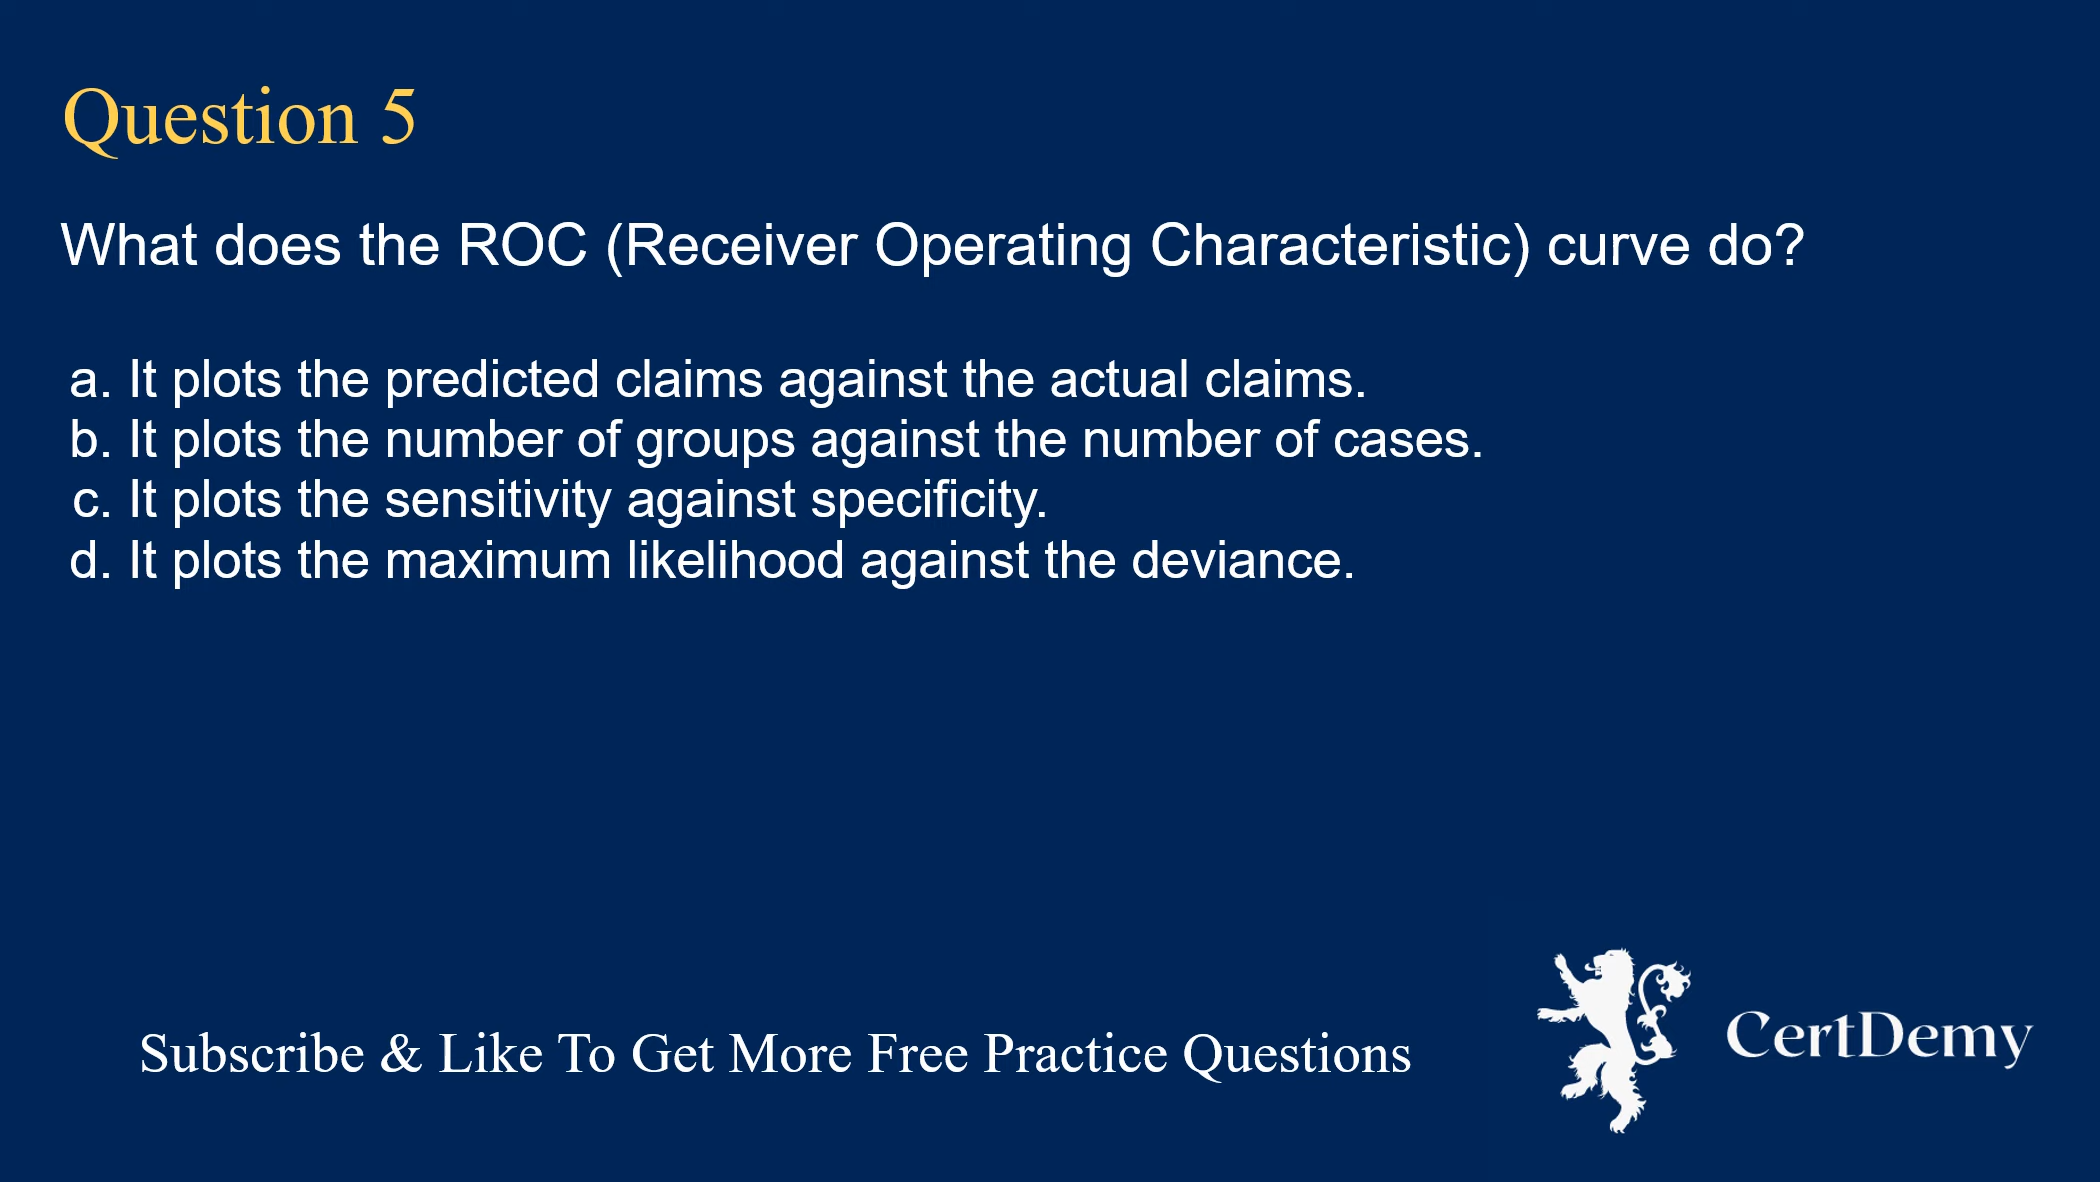 Question 5
What does the ROC (Receiver Operating Characteristic) curve do?
a. It plots the predicted claims against the actual claims.
b. It plots the number of groups against the number of cases.
c. It plots the sensitivity against specificity.
d. It plots the maximum likelihood against the deviance.
Subscribe & Like To Get More Free Practice Questions
CertDemy